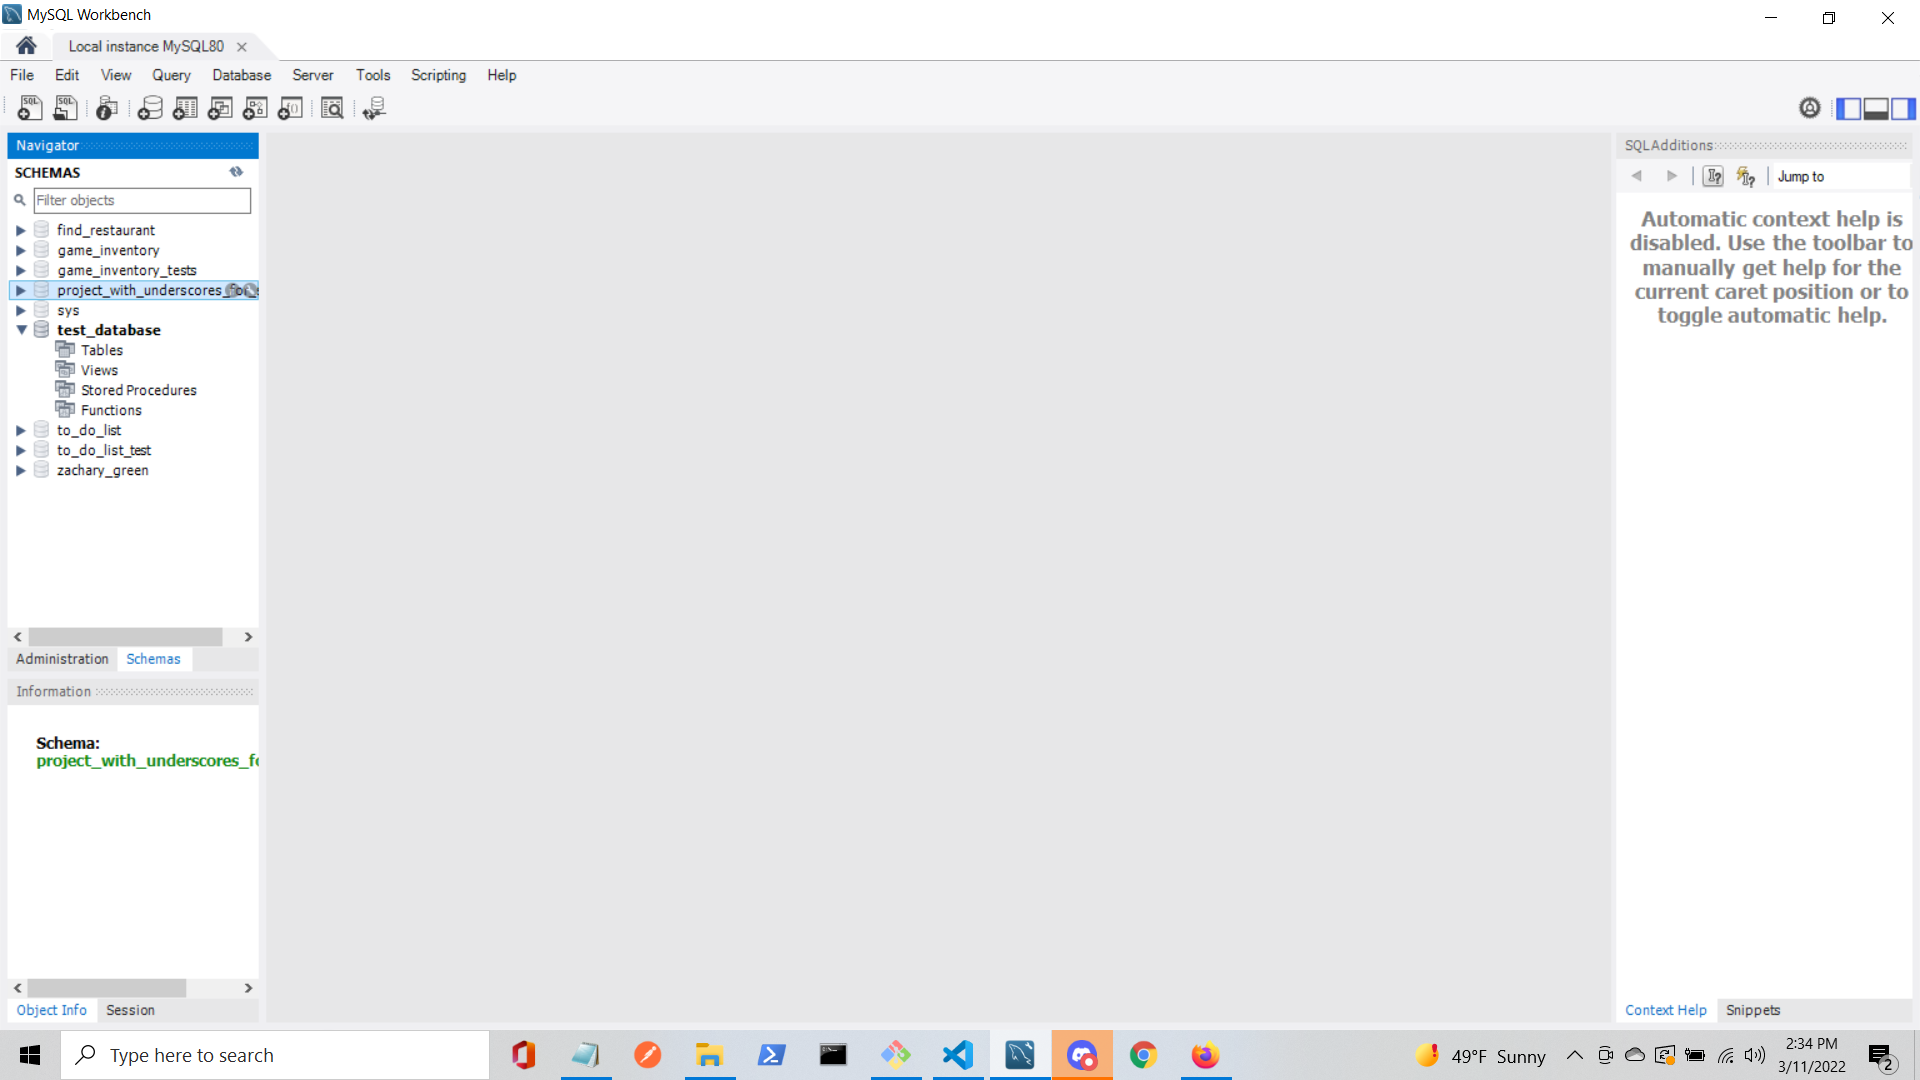 MySQL Workbench
Local instance MySQL80
File Edit View Query Database Server Tools Scripting Help
SQL SQL
Navigator
SCHEMAS
Filter objects
find_restaurant
game_inventory
game_inventory_tests
project_with_underscores_
sys
test_database
Tables
Views
Stored Procedures
Functions
to_do_list
to_do_list_test
zachary_green
Administration Schemas
Information
Schema:
project_with_underscores_fo
Object Info Session
SQLAdditions
Jump to
Automatic context help is
disabled. Use the toolbar to
manually get help for the
current caret position or to
toggle automatic help.
Context Help Snippets
Type here to search
49°F Sunny
2:34 PM
3/11/2022
2